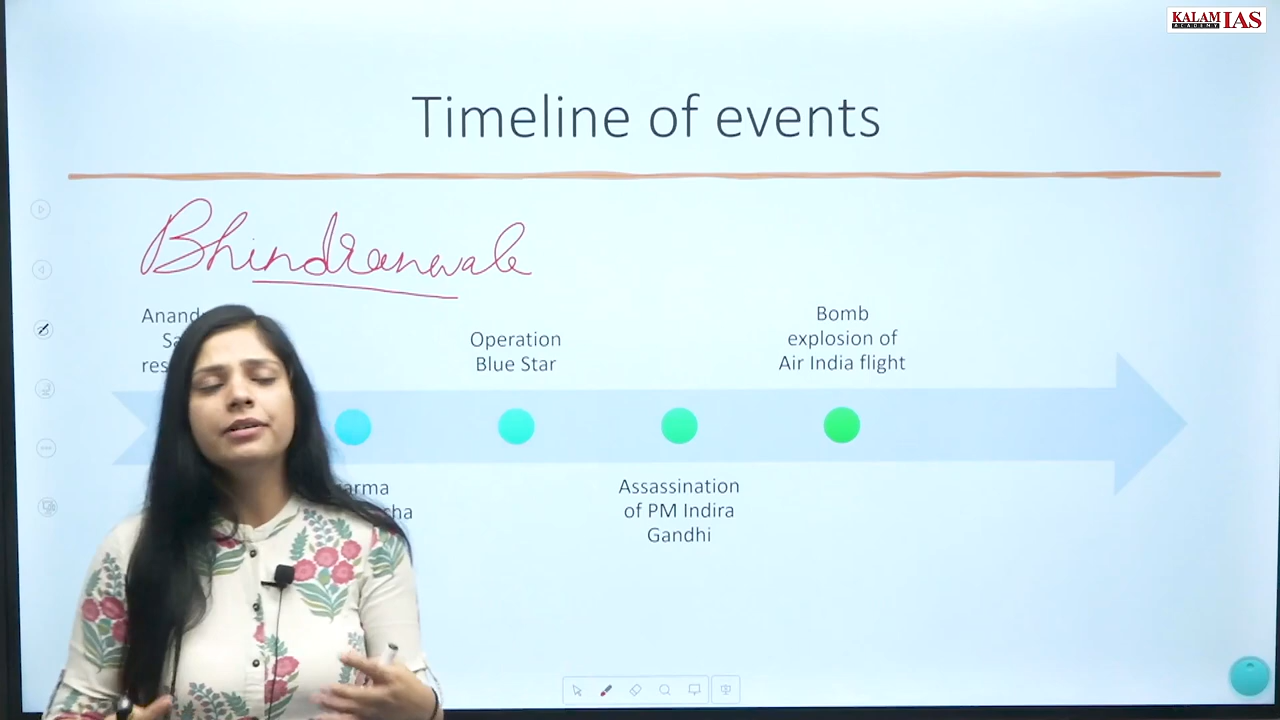 KALAM IAS
ACADEMY
Timeline of events
Bhindranwale
Operation
Blue Star
Bomb
explosion of
Air India flight
Assassination
of PM Indira
Gandhi